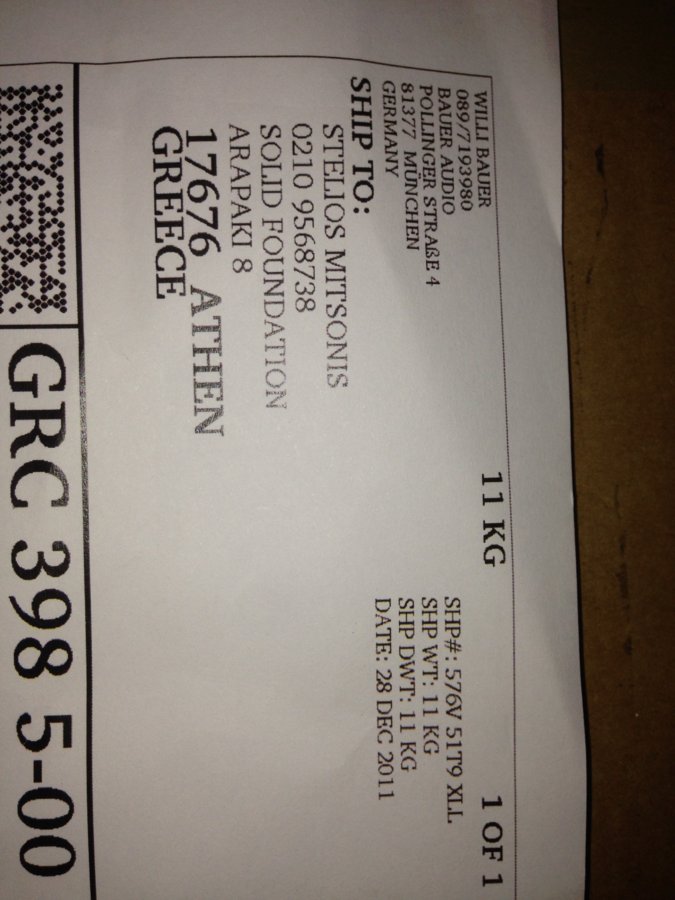 WILLI BAUER
089/7193980
BAUER AUDIO
POLLINGER STRAßE 4
81377 MÜNCHEN
GERMANY
11 KG
1 OF 1
SHP#: 576V 51T9 XLL
SHP WT: 11 KG
SHP DWT: 11 KG
DATE: 28 DEC 2011
SHIP TO:
STELIOS MITSONIS
0210 9568738
SOLID FOUNDATION
ARAPAKI 8
17676 ATHEN
GREECE
GRC 398 5-00